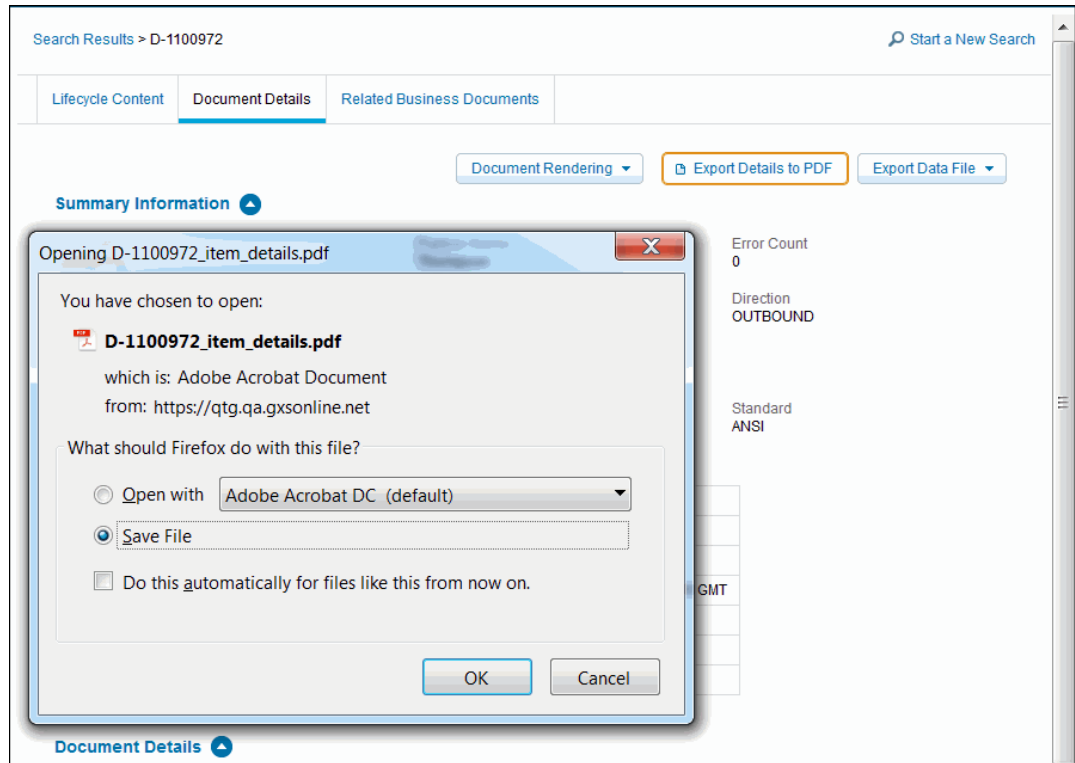 Search Results > D-1100972
Start a New Search
Lifecycle Content
Document Details
Related Business Documents
Document Rendering
Export Details to PDF
Export Data File
Summary Information
Error Count
0
Direction
OUTBOUND
Standard
ANSI
GMT
Opening D-1100972_item_details.pdf
You have chosen to open:
PDF
D-1100972_item_details.pdf
which is: Adobe Acrobat Document
from: https://qtg.qa.gxsonline.net
What should Firefox do with this file?
Open with
Adobe Acrobat DC (default)
Save File
Do this automatically for files like this from now on.
OK
Cancel
Document Details